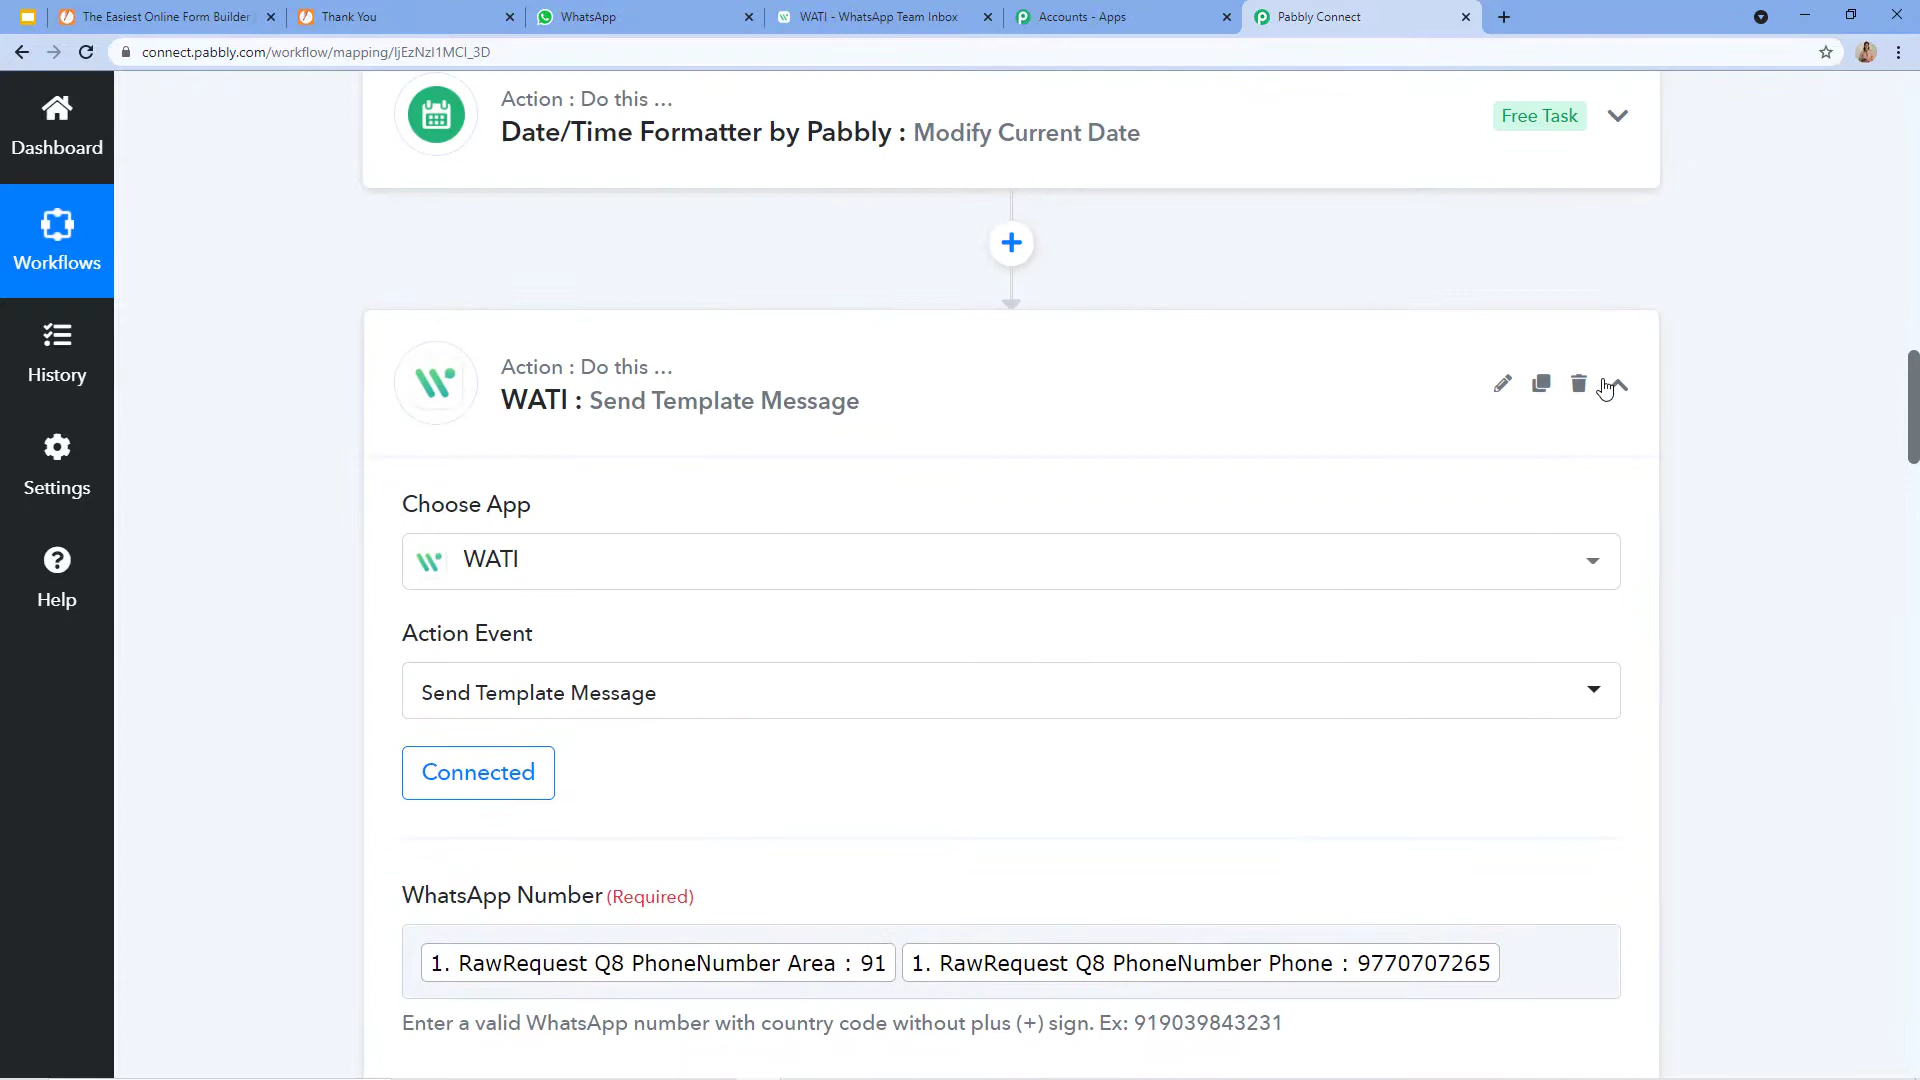 The Easiest Online Form Builder
Thank You
WhatsApp
WATI - WhatsApp Team Inbox
Accounts - Apps
Pabbly Connect
connect.pabbly.com/workflow/mapping/IjEzNzI1MCI_3D
Dashboard
Workflows
History
Settings
Help
Action : Do this ...
Date/Time Formatter by Pabbly : Modify Current Date
Free Task
Action : Do this ...
WATI : Send Template Message
Choose App
WATI
Action Event
Send Template Message
Connected
WhatsApp Number (Required)
1. RawRequest Q8 PhoneNumber Area : 91 1. RawRequest Q8 PhoneNumber Phone : 9770707265
Enter a valid WhatsApp number with country code without plus (+) sign. Ex: 919039843231